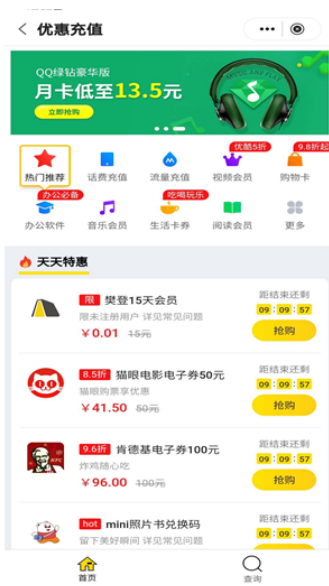 优惠充值
QQ绿钻豪华版
月卡低至13.5元
立即抢购
MUSIC AND PLAY
优酷5折
9.8折起
热门推荐
话费充值
流量充值
视频会员
购物卡
办公必备
吃喝玩乐
办公软件
音乐会员
生活卡券
阅读会员
更多
天天特惠
限 樊登15天会员
限未注册用户 详见常见问题
￥0.01 15元
距结束还剩
09:09:57
抢购
8.5折 猫眼电影电子券50元
猫眼购票享优惠
￥41.50 50元
距结束还剩
09:09:57
抢购
9.6折 肯德基电子券100元
炸鸡随心吃
￥96.00 100元
距结束还剩
09:09:57
抢购
KFC
hot mini照片书兑换码
留下美好瞬间 详见常见问题
距结束还剩
09:09:57
首页
查询